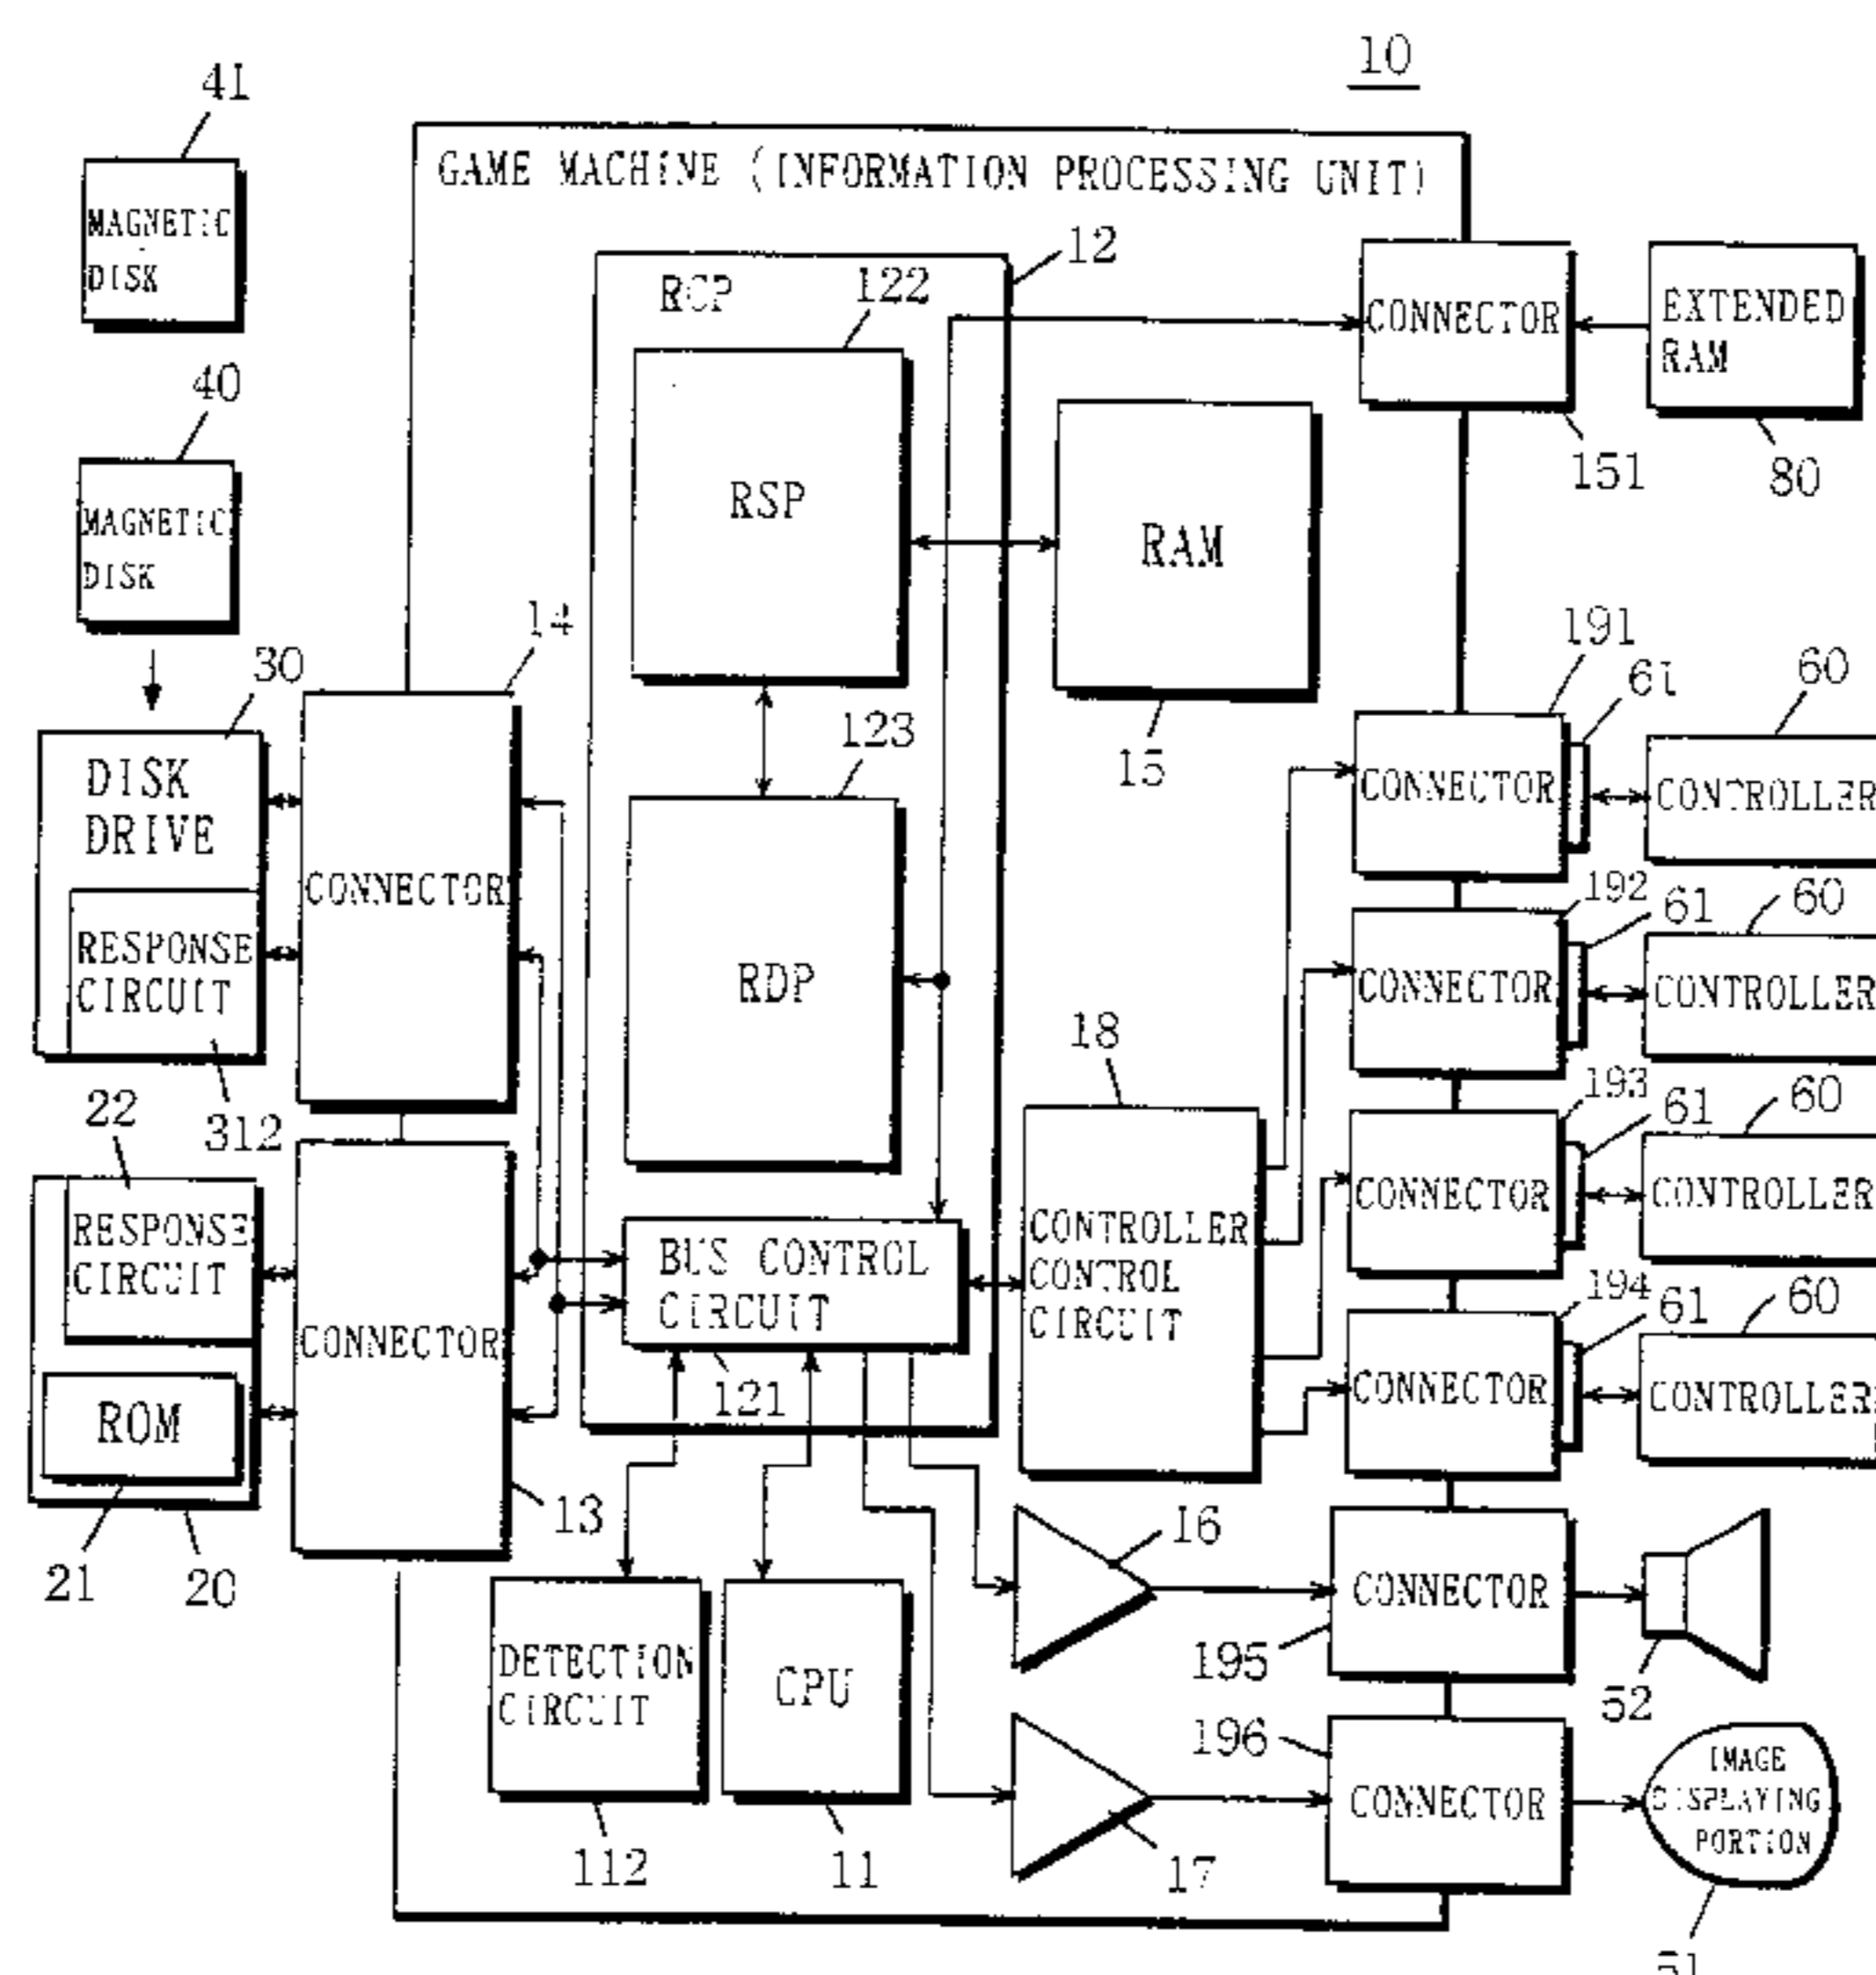 10
41
GAME MACHINE (INFORMATION PROCESSING UNIT)
MAGNETIC
DISK
12
RCP
122
CONNECTOR
EXTENDED
RAM
40
151
80
RSP
RAM
MAGNETIC
DISK
14
191
61
60
30
123
15
DISK
DRIVE
CONNECTOR
CONTROLLER
CONNECTOR
192
61
60
RESPONSE
CIRCUIT
RDP
CONNECTOR
CONTROLLER
18
22
312
193
61
60
RESPONSE
CIRCUIT
CONNECTOR
CONTROLLER
BUS CONTROL
CIRCUIT
CONTROLLER
CONTROL
CIRCUIT
194
61
60
CONNECTOR
121
CONNECTOR
CONTROLLER
ROM
13
16
21
20
CONNECTOR
DETECTION
CIRCUIT
CPU
195
52
196
IMAGE
DISPLAYING
PORTION
CONNECTOR
112
11
17
51